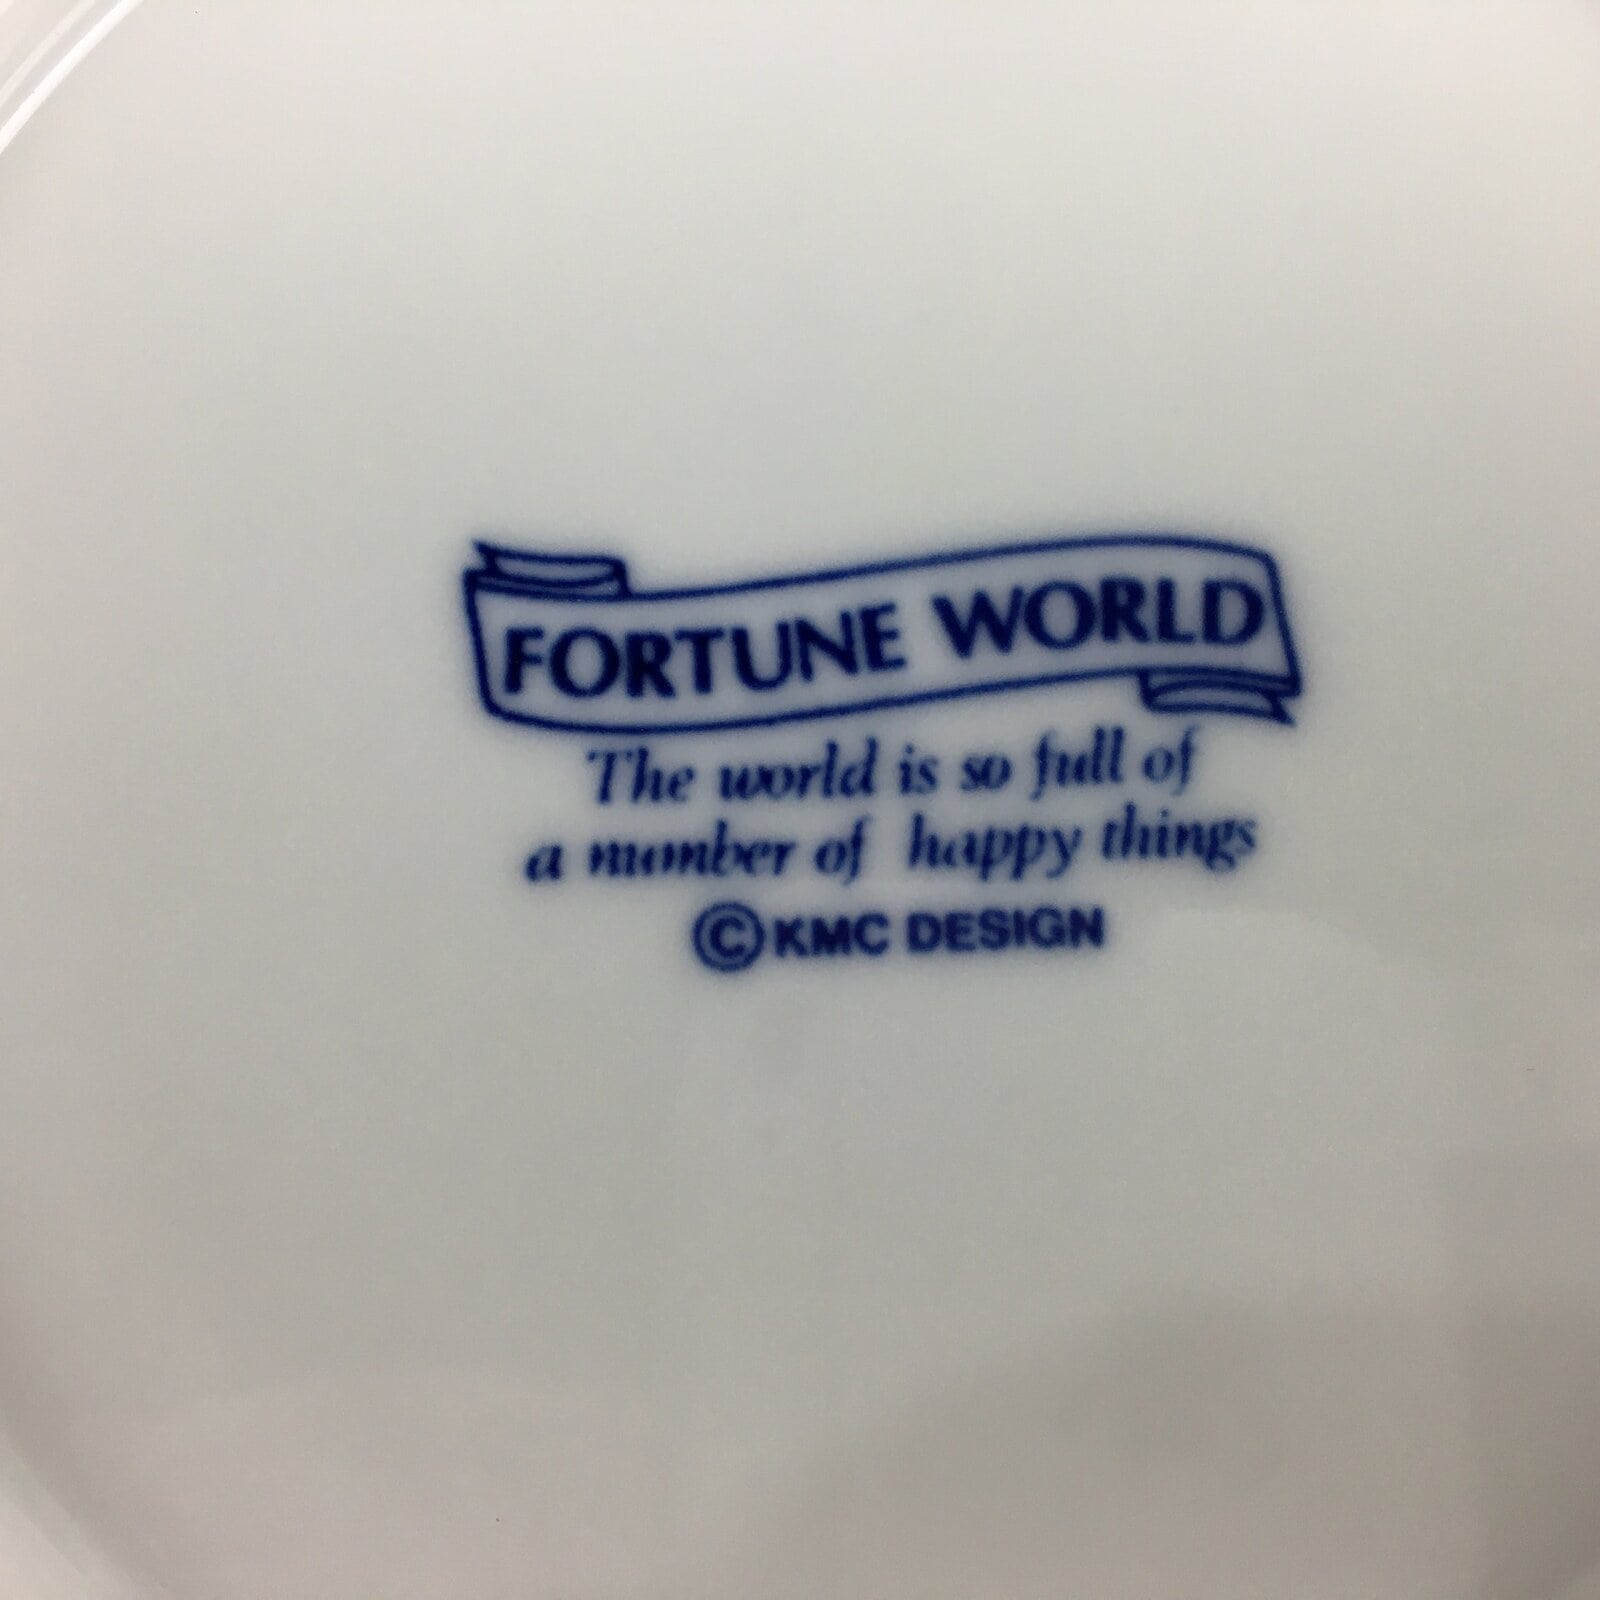 FORTUNE WORLD
The world is so full of
a number of happy things
©KMC DESIGN